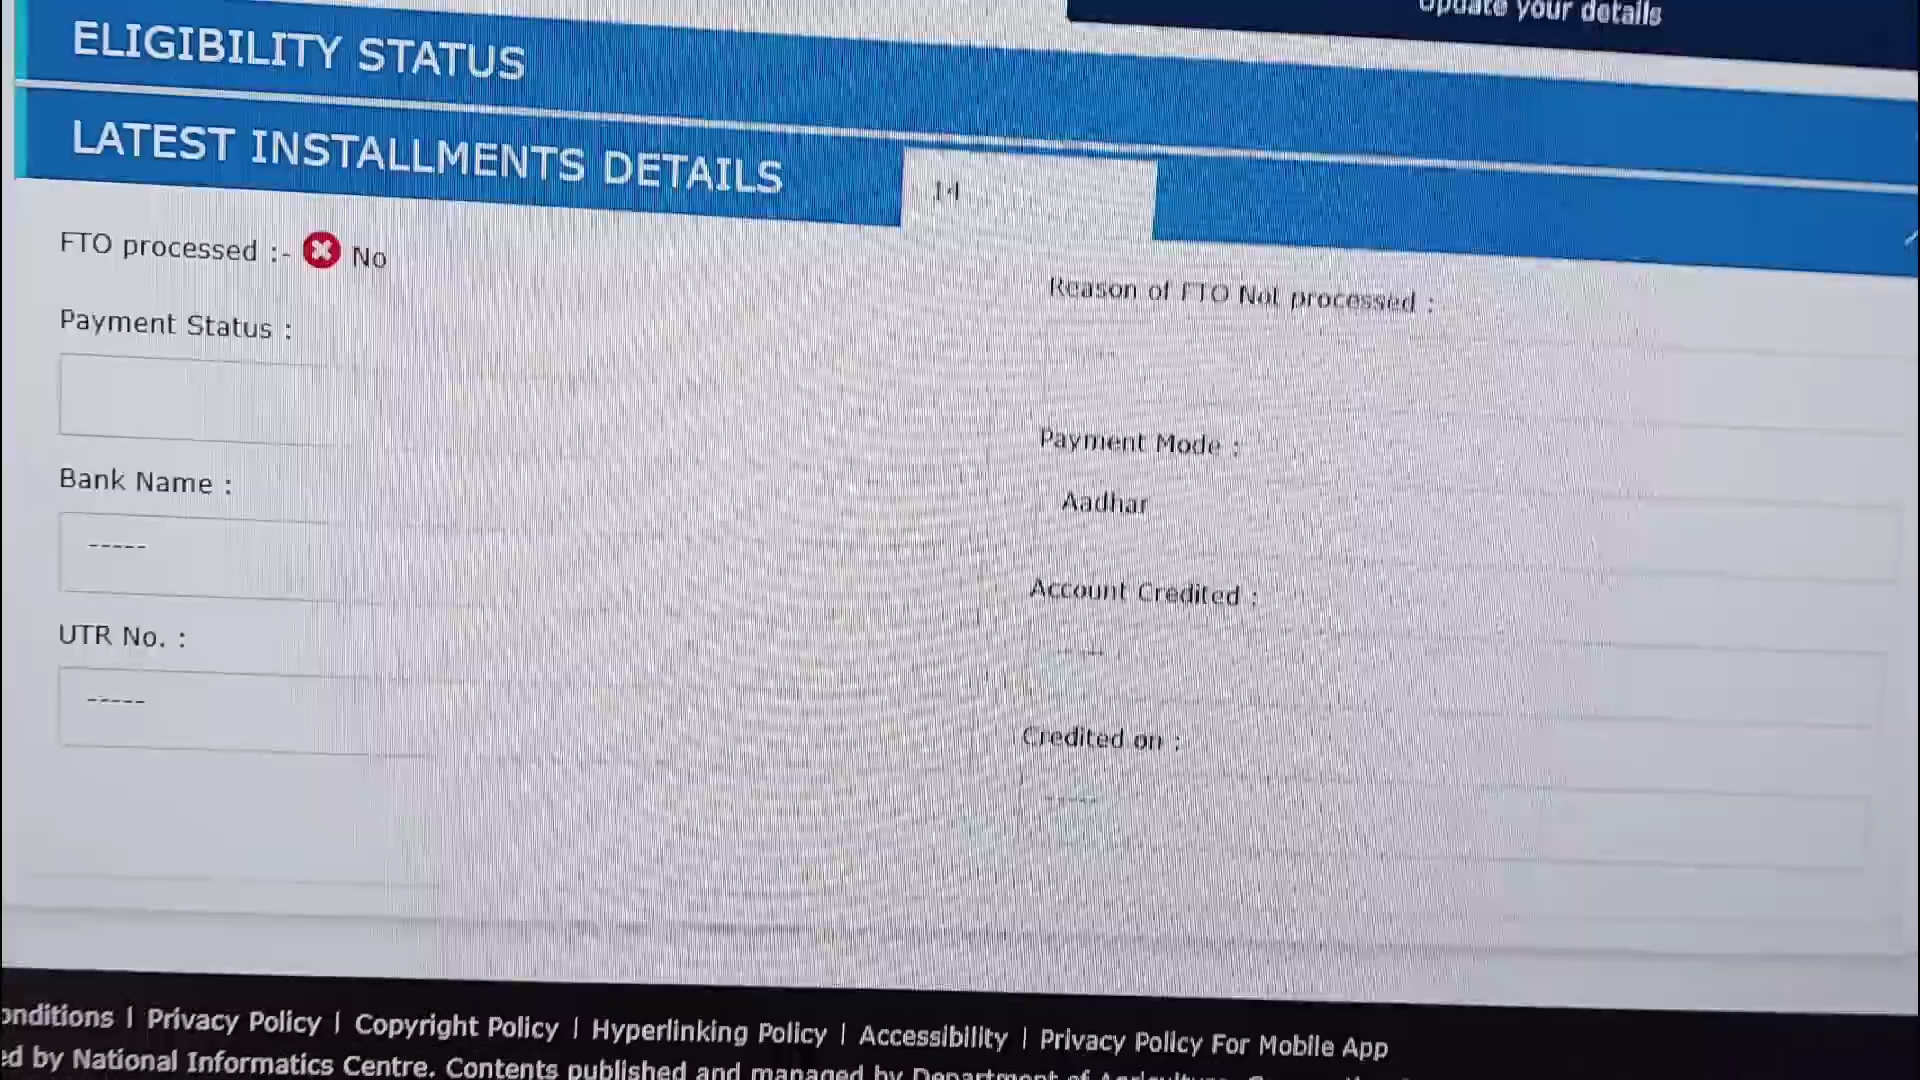 Update your details
ELIGIBILITY STATUS
LATEST INSTALLMENTS DETAILS
14
FTO processed :- No
Reason of FTO Not processed :
-----
Payment Status :
Payment Mode :
Aadhar
Bank Name :
-----
Account Credited :
-----
UTR No. :
-----
Credited on :
-----
onditions | Privacy Policy | Copyright Policy | Hyperlinking Policy | Accessibility | Privacy Policy For Mobile App
ed by National Informatics Centre. Contents published and managed by Department of